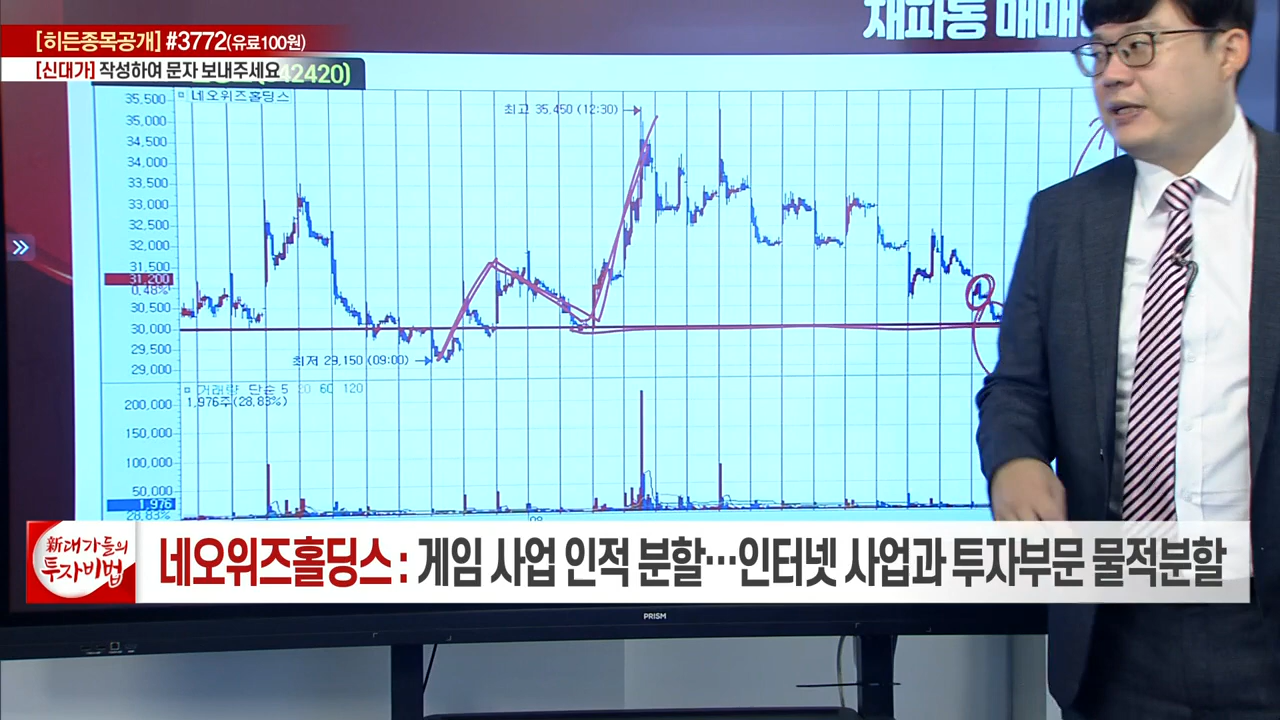 재파동 매매
[히든종목공개] #3772(유료100원)
[신대가] 작성하여 문자 보내주세요
42420)
네오위즈홀딩스
최고 35,450 (12:30)
35,500
35,000
34,500
34,000
33,500
33,000
32,500
32,000
31,500
31,200
0.48%
30,500
30,000
29,500
29,000
최저 29,150 (09:00)
거래량 단순 5 20 60 120
1,976주(28.83%)
200,000
150,000
100,000
50,000
1,976
28.83%
新대가들의
투자비법
네오위즈홀딩스 : 게임 사업 인적 분할…인터넷 사업과 투자부문 물적분할
PRISM